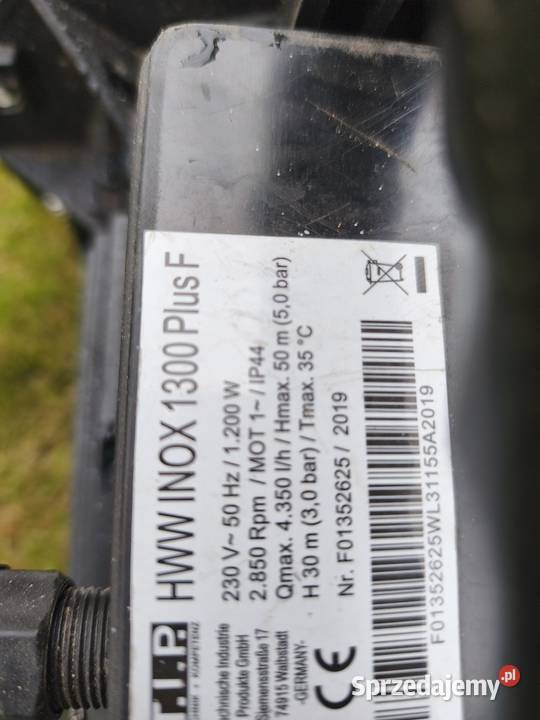 HWW INOX 1300 Plus F
230 V~ 50 Hz / 1.200 W
2.850 Rpm / MOT 1~ / IP44
Qmax. 4.350 l/h / Hmax. 50 m (5,0 bar)
H 30 m (3,0 bar) / Tmax. 35 °C
Nr. F01352625 / 2019
F01352625WL31155A2019
T.I.P.
KOMPETENZ
Technische Industrie
Produkte GmbH
Siemensstraße 17
74915 Waibstadt
-GERMANY-
CE
Sprzedajemy.pl